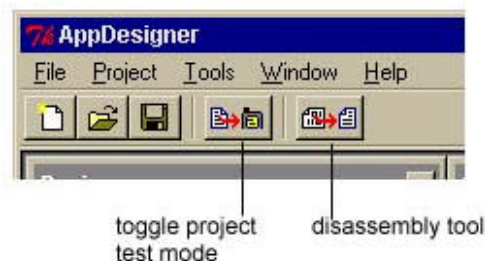 AppDesigner
File Project Tools Window Help
toggle project
test mode
disassembly tool